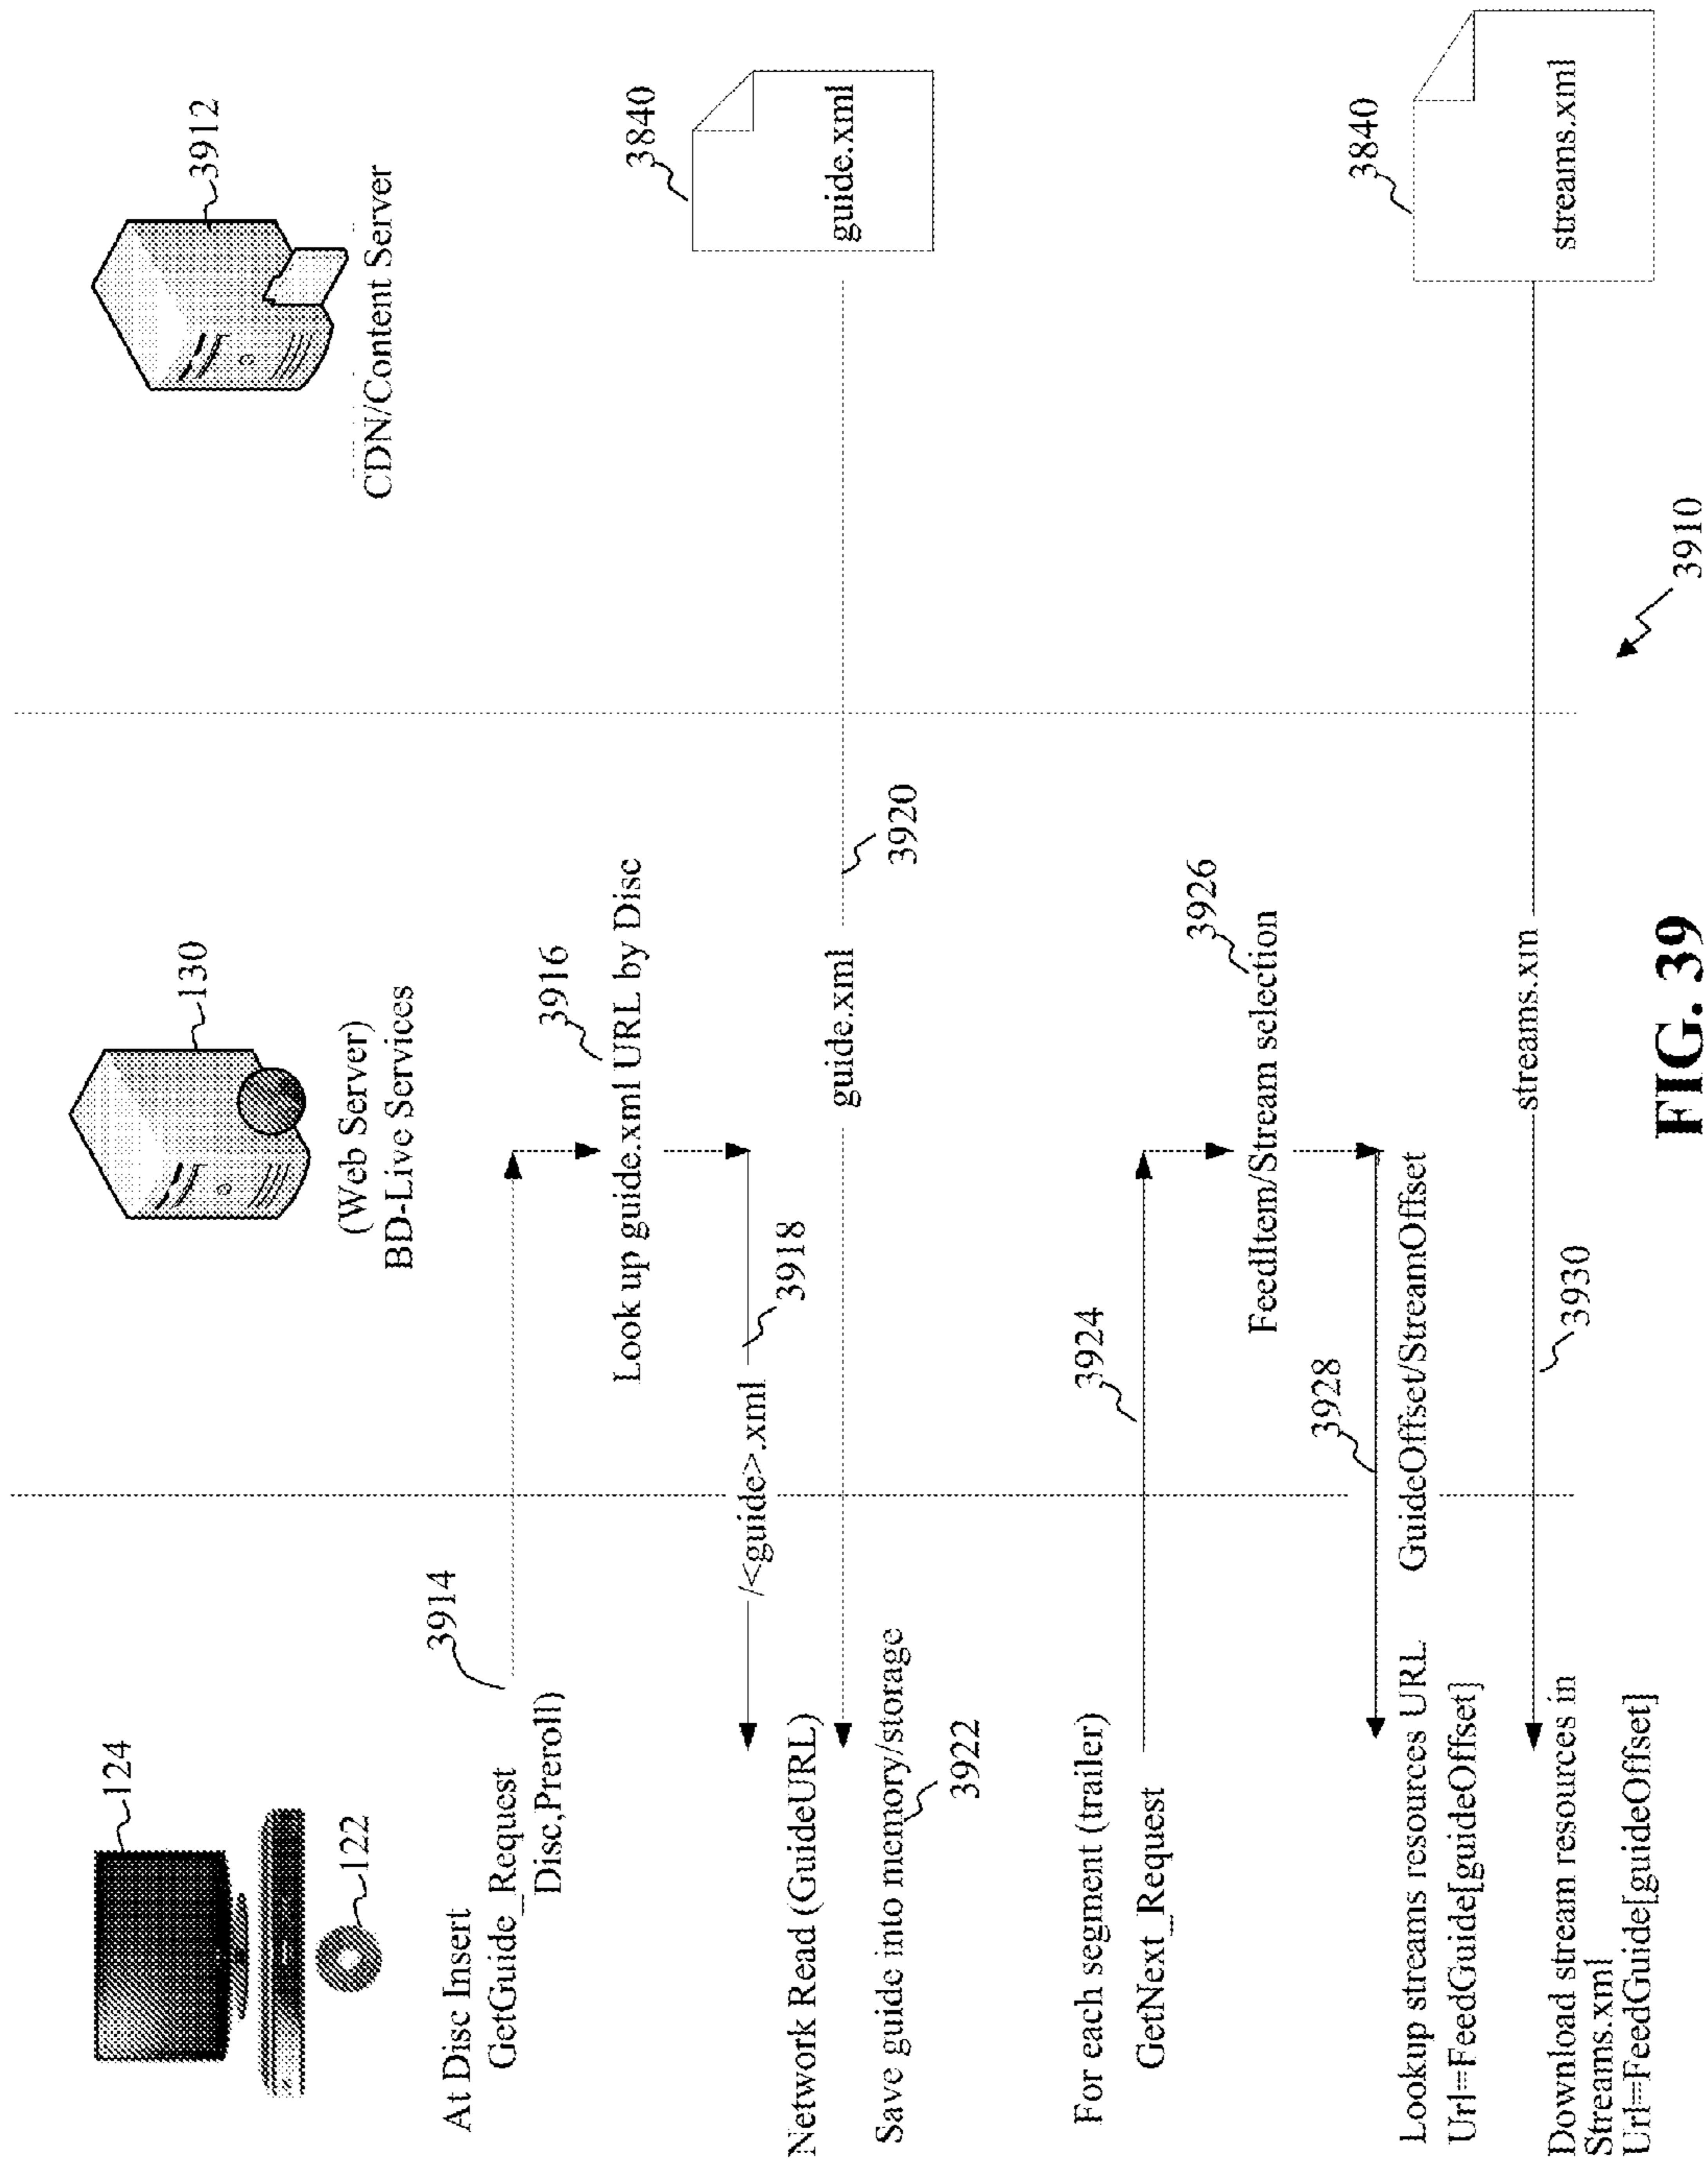 124
122
130
(Web Server)
BD-Live Services
3912
CDN/Content Server
At Disc Insert
GetGuide_Request
Disc,Preroll)
3914
3916
Look up guide.xml URL by Disc
/<guide>.xml
3918
3840
guide.xml
Network Read (GuideURL)
guide.xml
3920
Save guide into memory/storage
3922
For each segment (trailer)
GetNext_Request
3924
3926
FeedItem/Stream selection
3928
Lookup streams resources URL
Url=FeedGuide[guideOffset]
GuideOffset/StreamOffset
3840
streams.xml
streams.xm
3930
Download stream resources in
Streams.xml
Url=FeedGuide[guideOffset]
3910
FIG. 39